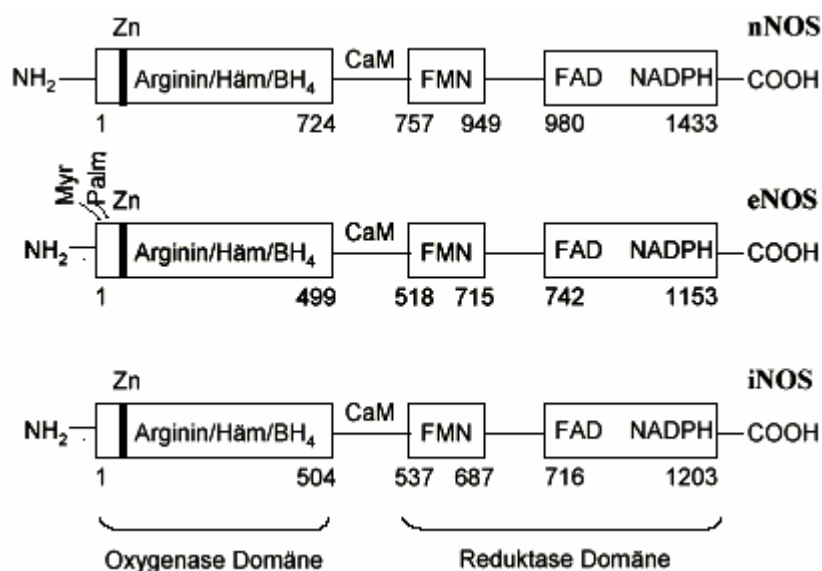 Zn nNOS
CaM
NH₂ Arginin/Häm/BH₄ FMN FAD NADPH COOH
1 724 757 949 980 1433
Myr Palm Zn eNOS
CaM
NH₂ Arginin/Häm/BH₄ FMN FAD NADPH COOH
1 499 518 715 742 1153
Zn iNOS
CaM
NH₂ Arginin/Häm/BH₄ FMN FAD NADPH COOH
1 504 537 687 716 1203
Oxygenase Domäne Reduktase Domäne